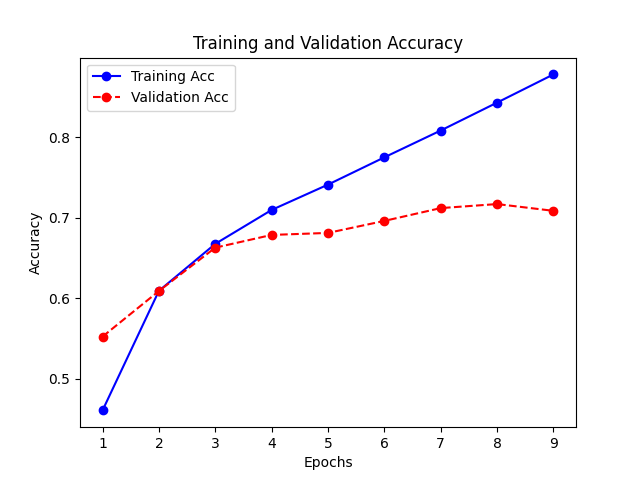 Training and Validation Accuracy
Training Acc
Validation Acc
Accuracy
0.8
0.7
0.6
0.5
1 2 3 4 5 6 7 8 9
Epochs